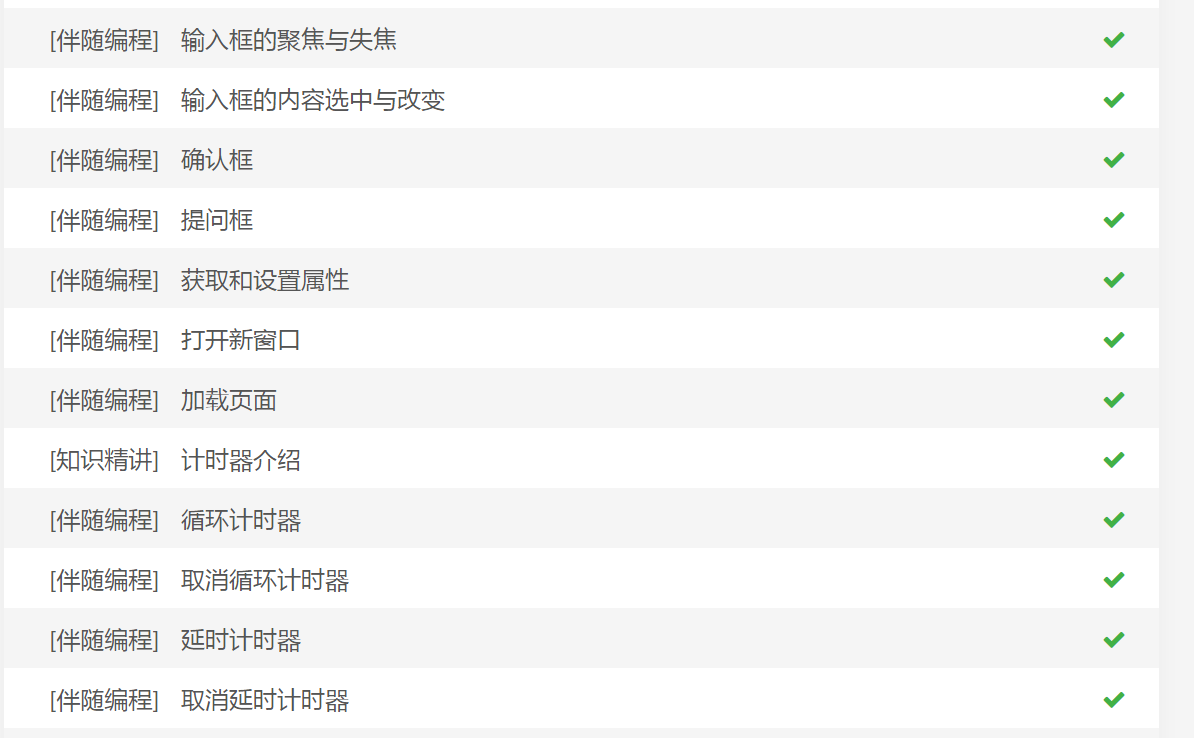 [伴随编程] 输入框的聚焦与失焦
[伴随编程] 输入框的内容选中与改变
[伴随编程] 确认框
[伴随编程] 提问框
[伴随编程] 获取和设置属性
[伴随编程] 打开新窗口
[伴随编程] 加载页面
[知识精讲] 计时器介绍
[伴随编程] 循环计时器
[伴随编程] 取消循环计时器
[伴随编程] 延时计时器
[伴随编程] 取消延时计时器